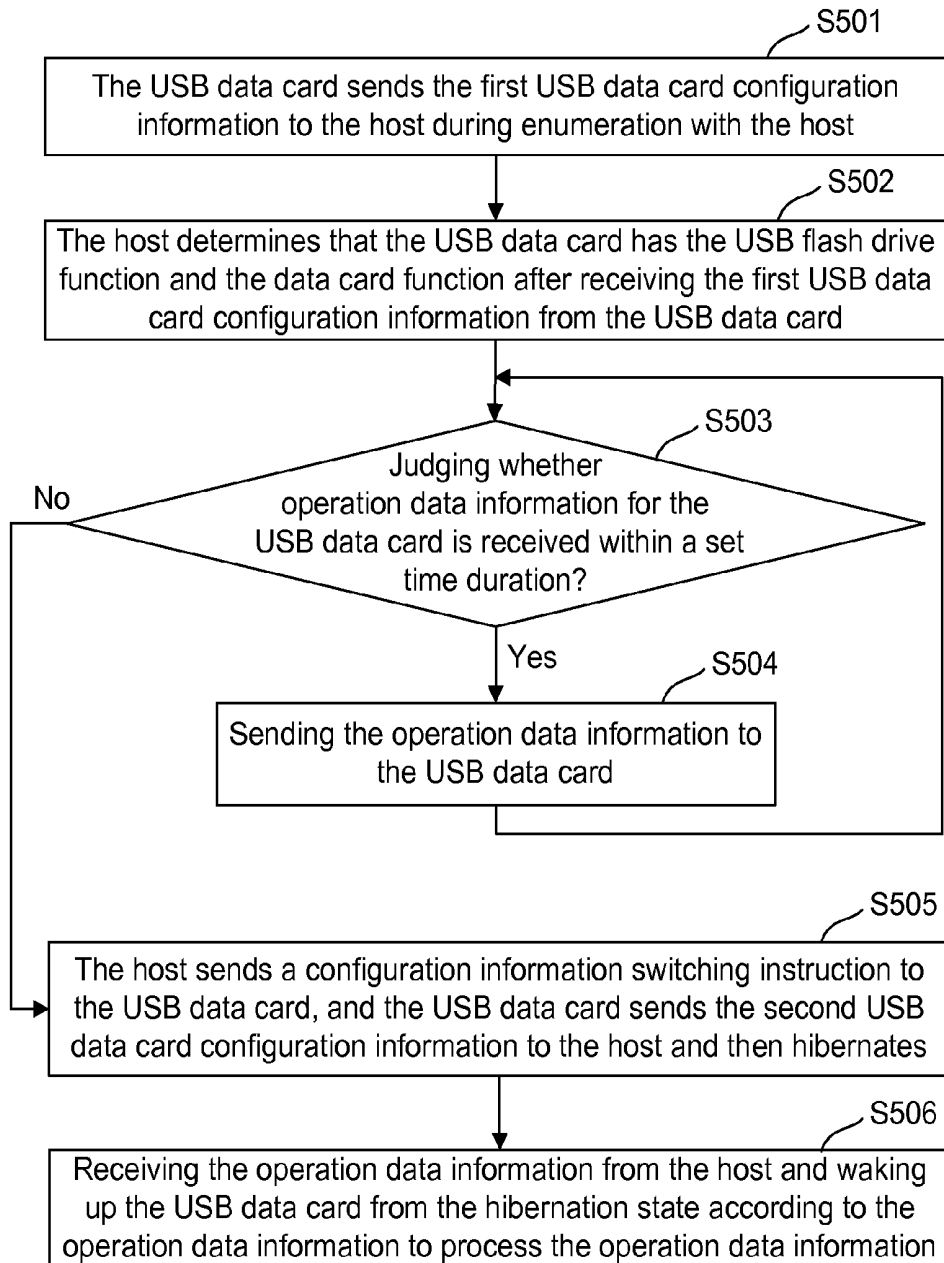 S501
The USB data card sends the first USB data card configuration
information to the host during enumeration with the host
S502
The host determines that the USB data card has the USB flash drive
function and the data card function after receiving the first USB data
card configuration information from the USB data card
S503
Judging whether
operation data information for the
USB data card is received within a set
time duration?
No
Yes
S504
Sending the operation data information to
the USB data card
S505
The host sends a configuration information switching instruction to
the USB data card, and the USB data card sends the second USB
data card configuration information to the host and then hibernates
S506
Receiving the operation data information from the host and waking
up the USB data card from the hibernation state according to the
operation data information to process the operation data information